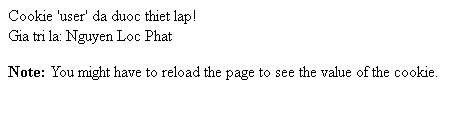 Cookie 'user' da duoc thiet lap!
Gia tri la: Nguyen Loc Phat
Note: You might have to reload the page to see the value of the cookie.